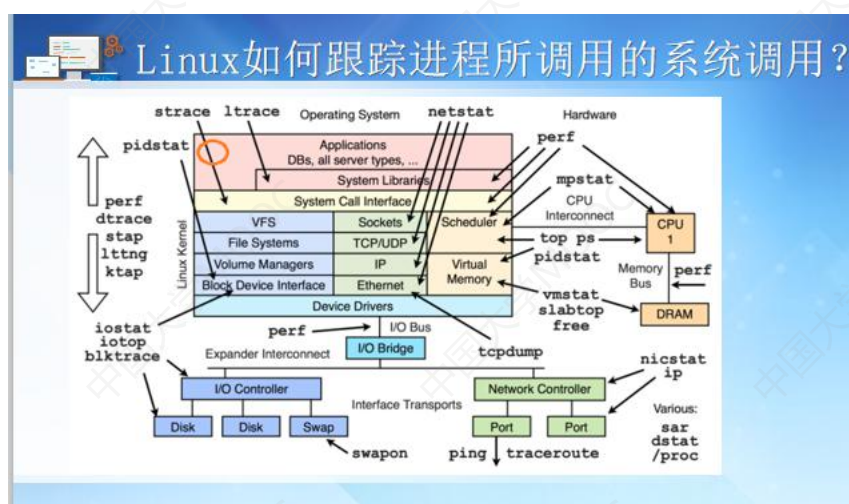 Linux如何跟踪进程所调用的系统调用?
strace ltrace
Operating System
netstat
Hardware
pidstat
Applications
DBs, all server types, ...
System Libraries
System Call Interface
perf
mpstat
CPU
Interconnect
perf
dtrace
stap
lttng
ktap
Linux Kernel
VFS
Sockets
Scheduler
File Systems
TCP/UDP
Volume Managers
IP
Virtual
Memory
Block Device Interface
Ethernet
Device Drivers
top ps
pidstat
CPU
1
Memory
Bus
perf
vmstat
slabtop
free
DRAM
iostat
iotop
blktrace
perf
I/O Bus
Expander Interconnect
I/O Bridge
tcpdump
nicstat
ip
I/O Controller
Interface Transports
Network Controller
Disk
Disk
Swap
Port
Port
swapon
ping
traceroute
Various:
sar
dstat
/proc